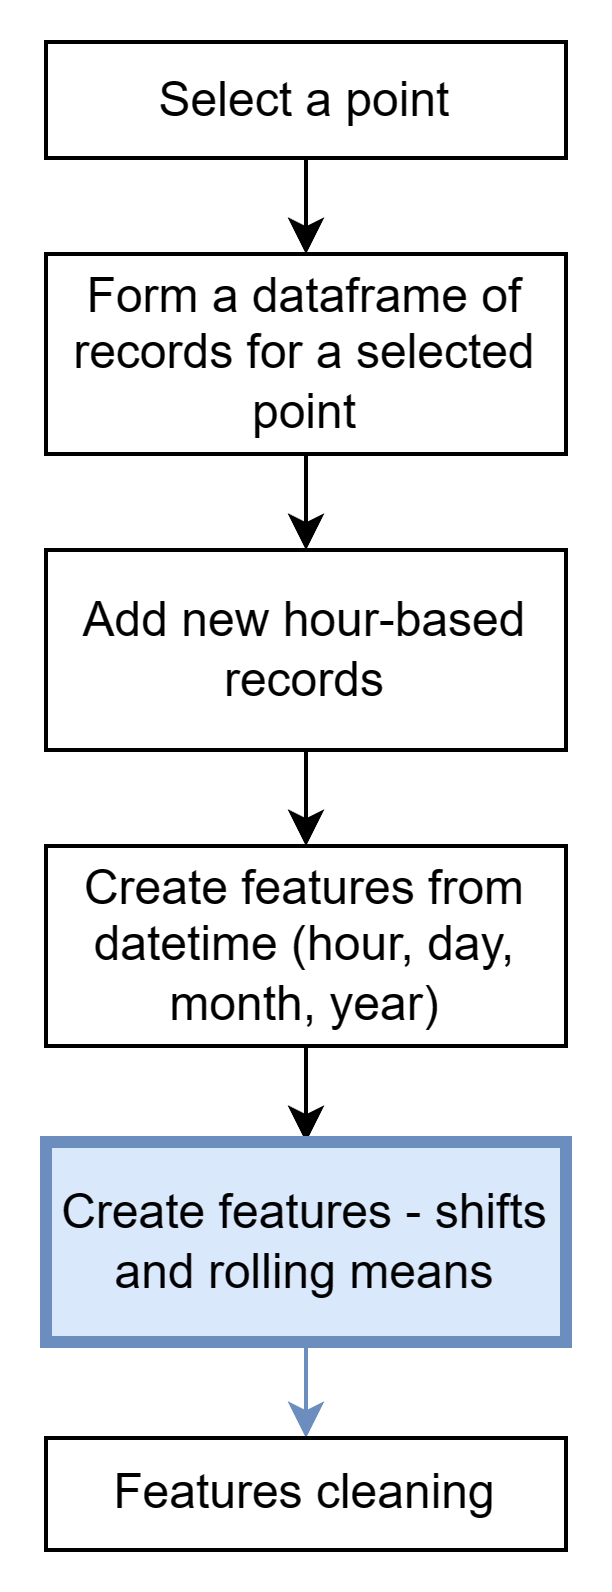 Select a point
Form a dataframe of
records for a selected
point
Add new hour-based
records
Create features from
datetime (hour, day,
month, year)
Create features - shifts
and rolling means
Features cleaning